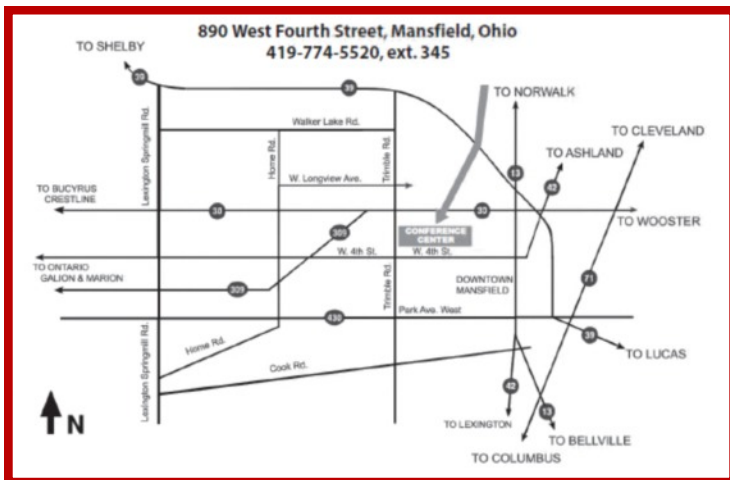 890 West Fourth Street, Mansfield, Ohio
419-774-5520, ext. 345
TO SHELBY
39
39
TO NORWALK
Lexington Springmill Rd.
Walker Lake Rd.
Home Rd.
Trimble Rd.
TO CLEVELAND
TO ASHLAND
13
42
W. Longview Ave.
TO BUCYRUS
CRESTLINE
30
30
TO WOOSTER
309
CONFERENCE
CENTER
W. 4th St.
W. 4th St.
TO ONTARIO
GALION & MARION
309
Trimble Rd.
DOWNTOWN
MANSFIELD
71
430
Park Ave. West
39
TO LUCAS
Lexington Springmill Rd.
Home Rd.
Cook Rd.
42
13
N
TO LEXINGTON
TO BELLVILLE
TO COLUMBUS